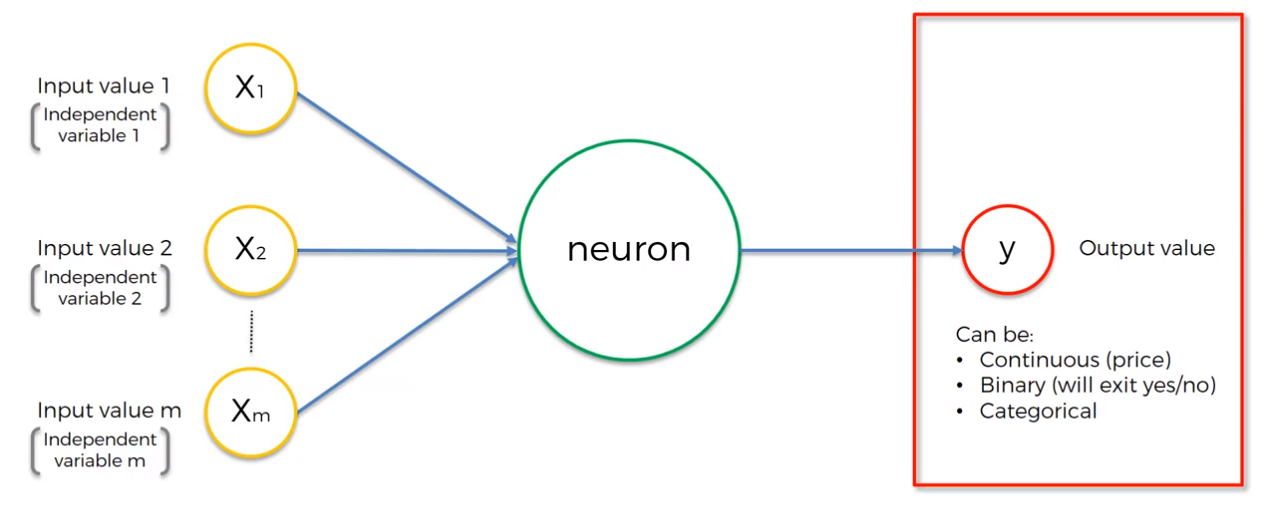 Input value 1
Independent
variable 1
X1
Input value 2
Independent
variable 2
X2
Input value m
Independent
variable m
Xm
neuron
y
Output value
Can be:
• Continuous (price)
• Binary (will exit yes/no)
• Categorical